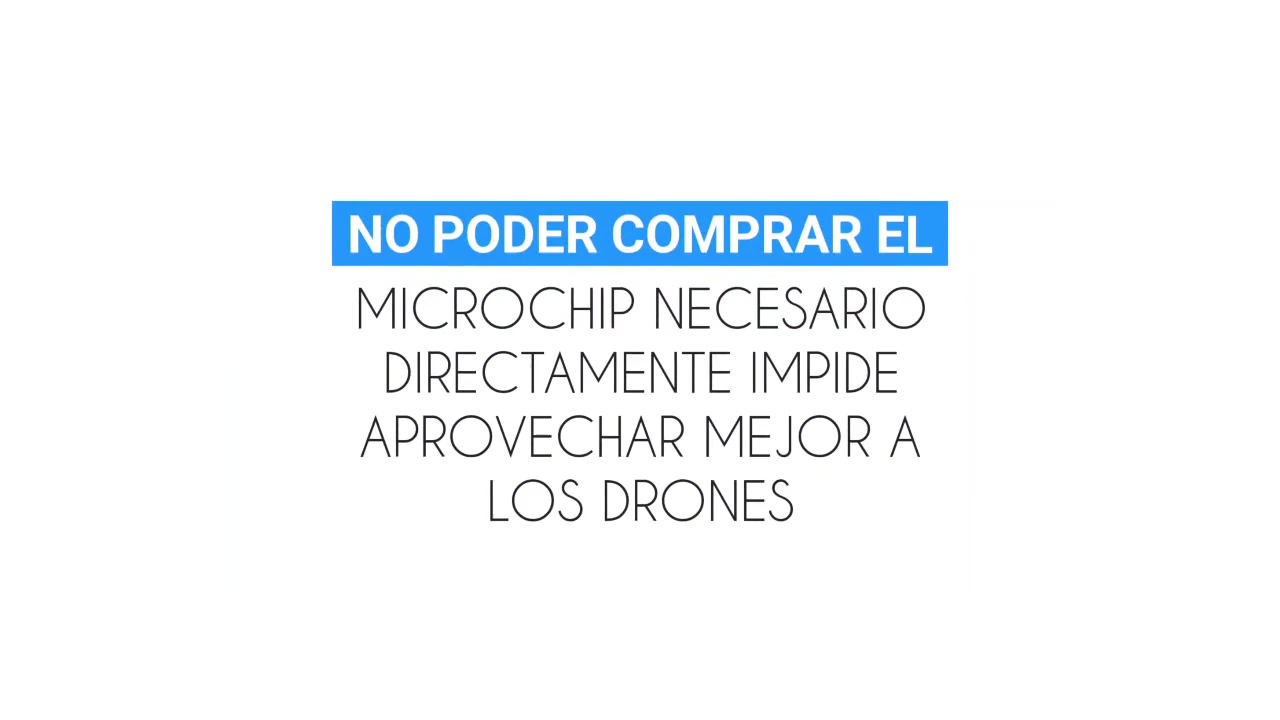 NO PODER COMPRAR EL
MICROCHIP NECESARIO
DIRECTAMENTE IMPIDE
APROVECHAR MEJOR A
LOS DRONES